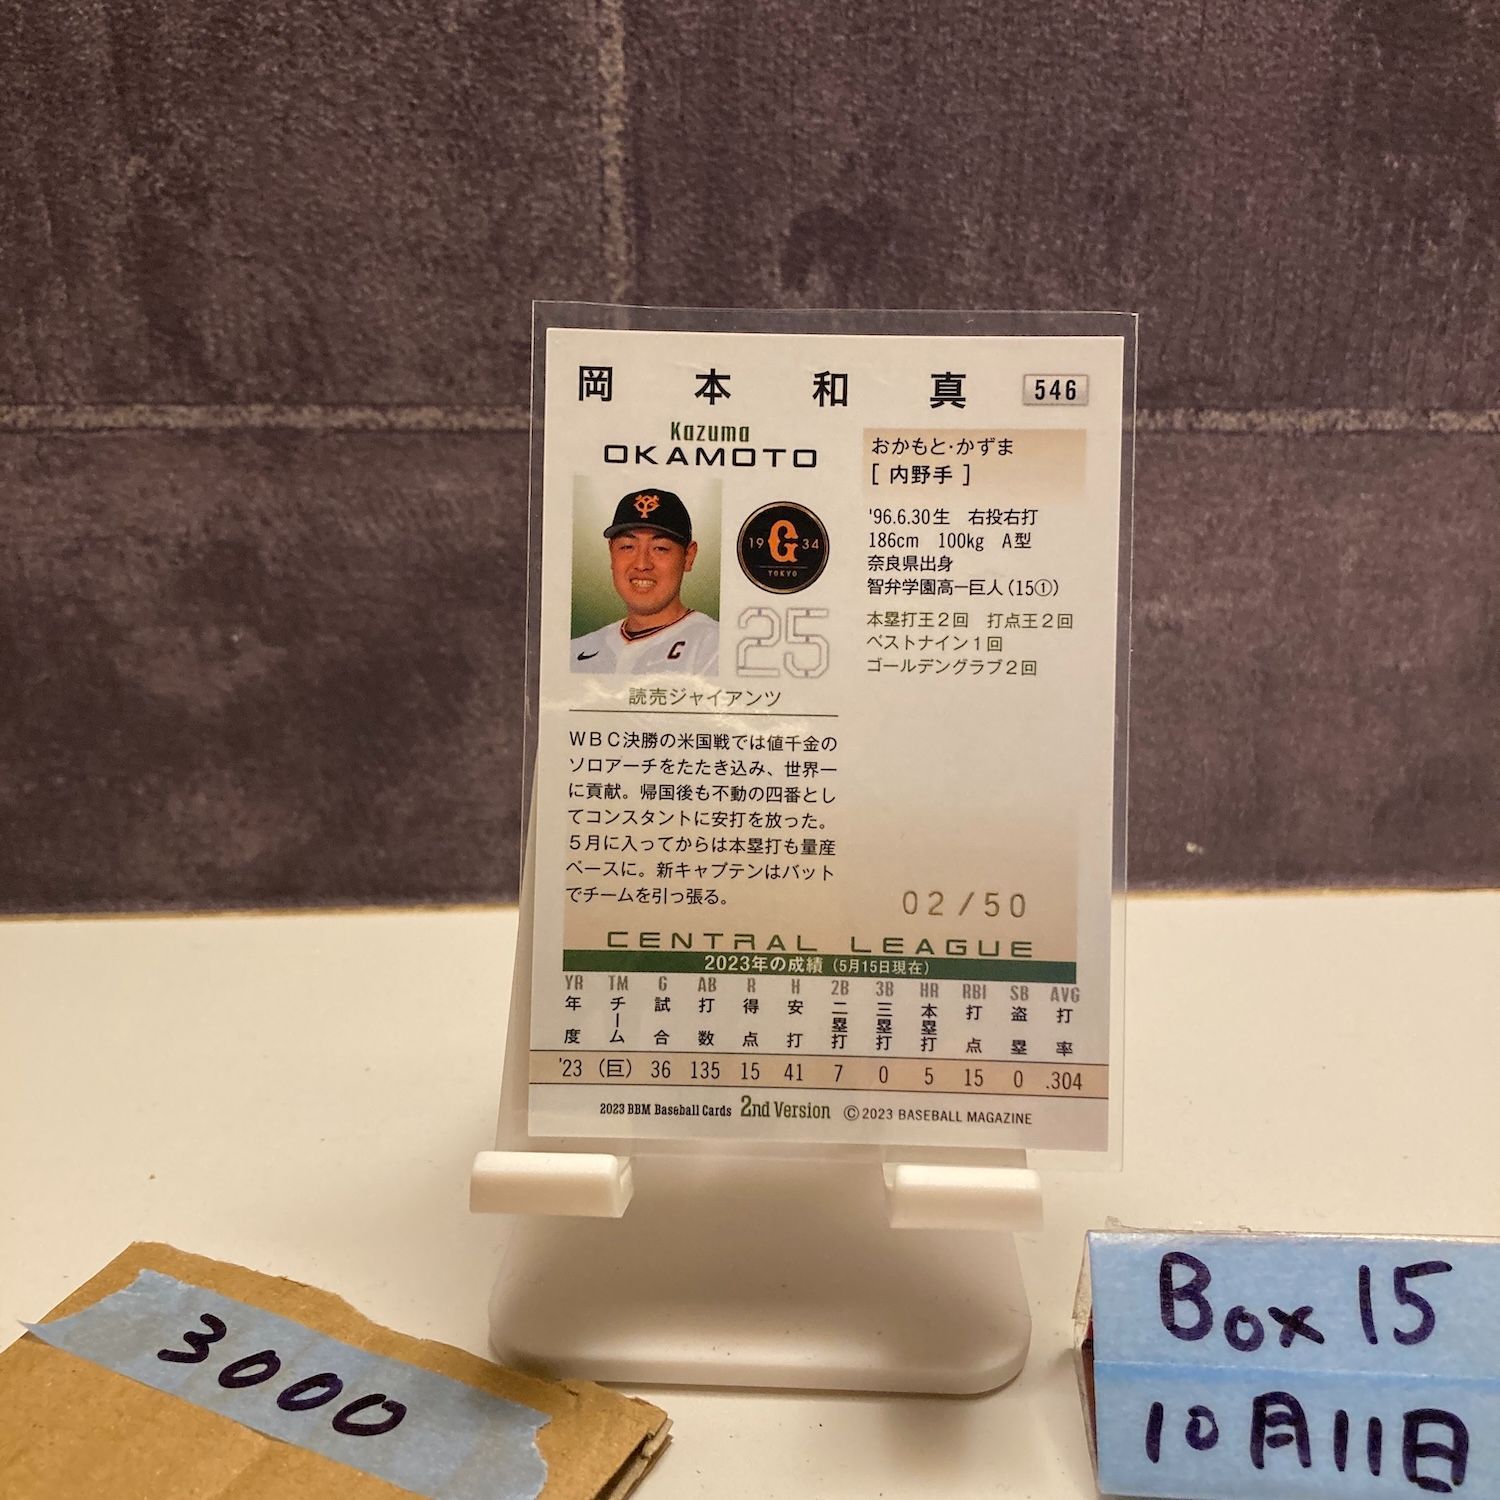 岡本和真 546
Kazuma
OKAMOTO
19 G 34
TOKYO
25
C
読売ジャイアンツ
おかもと・かずま
[ 内野手 ]
'96.6.30生 右投右打
186cm 100kg A型
奈良県出身
智弁学園高ー巨人(15①)
本塁打王2回 打点王2回
ベストナイン1回
ゴールデングラブ2回
WBC決勝の米国戦では値千金の
ソロアーチをたたき込み、世界一
に貢献。帰国後も不動の四番とし
てコンスタントに安打を放った。
5月に入ってからは本塁打も量産
ペースに。新キャプテンはバット
でチームを引っ張る。
02/50
CENTRAL LEAGUE
2023年の成績(5月15日現在)
YR TM G AB R H 2B 3B HR RBI SB AVG
年度 チーム 試合 打数 得点 安打 二塁打 三塁打 本塁打 打点 盗塁 打率
'23 (巨) 36 135 15 41 7 0 5 15 0 .304
2023 BBM Baseball Cards 2nd Version ©2023 BASEBALL MAGAZINE
3000
Box 15
10月11日